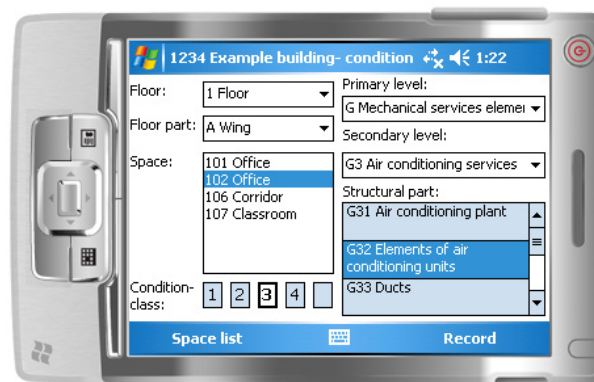 1234 Example building- condition 1:22
Floor:
1 Floor
Floor part:
A Wing
Space:
101 Office
102 Office
106 Corridor
107 Classroom
Condition-
class:
1 2 3 4
Primary level:
G Mechanical services elemei
Secondary level:
G3 Air conditioning services
Structural part:
G31 Air conditioning plant
G32 Elements of air
conditioning units
G33 Ducts
Space list
Record